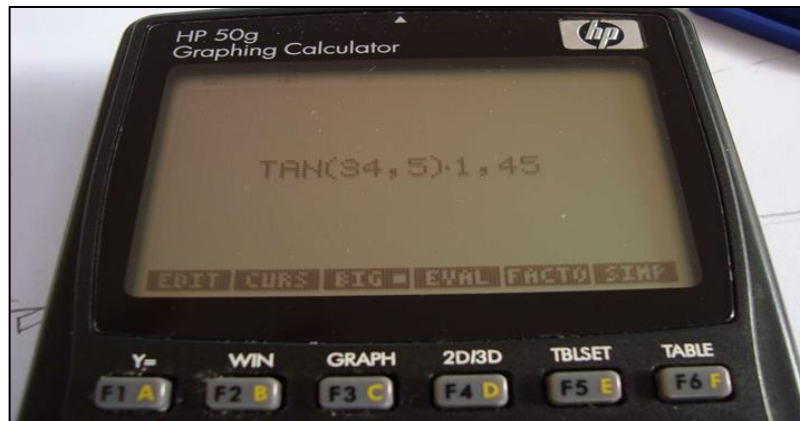 HP 50g
Graphing Calculator
hp
TAN(34,5)·1,45
EDIT CURS BIG EVAL FACTO SIMP
Y= WIN GRAPH 2D/3D TBLSET TABLE
F1 A F2 B F3 C F4 D F5 E F6 F